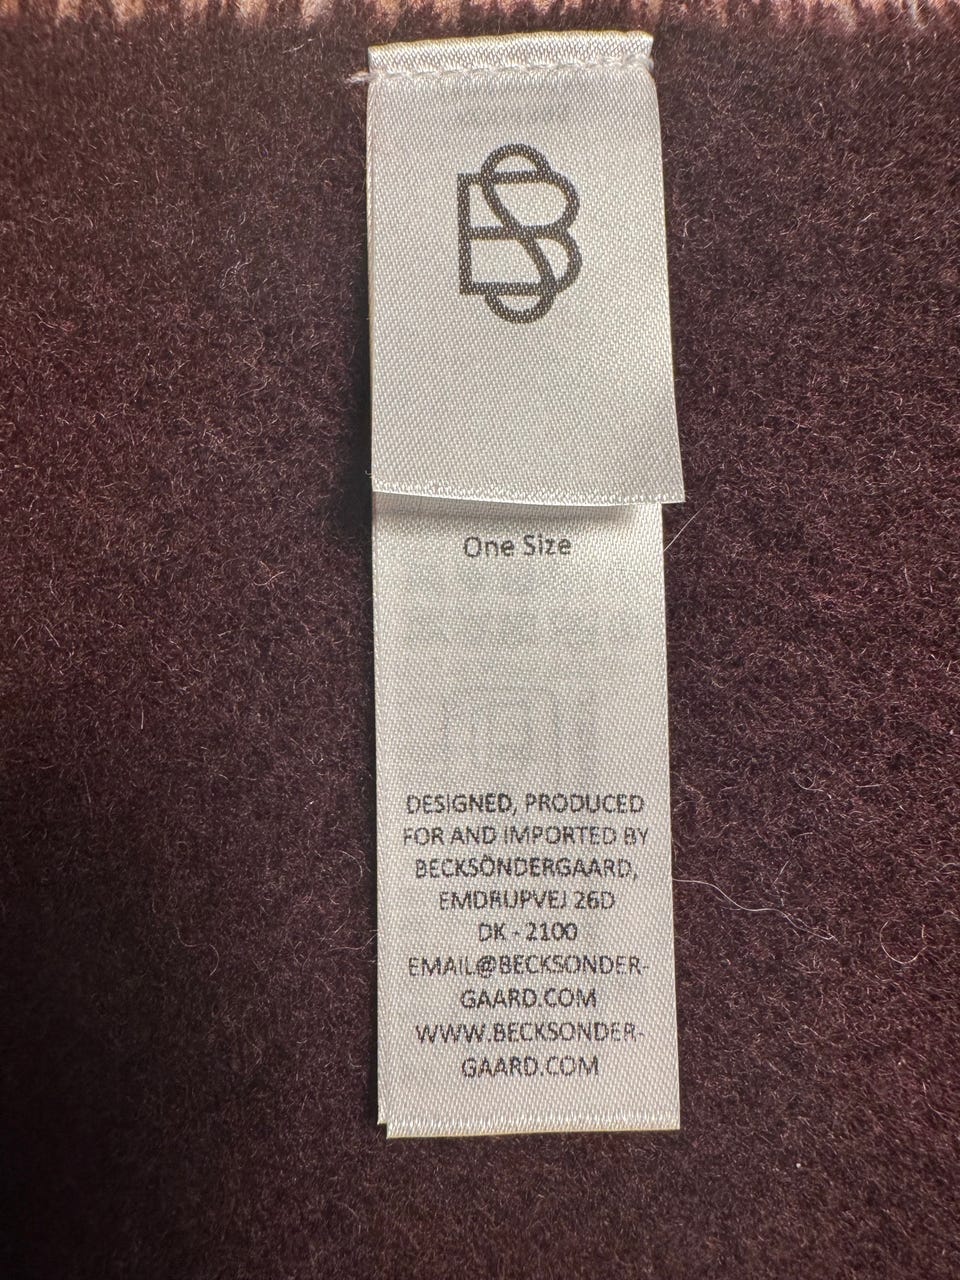 One Size
DESIGNED, PRODUCED
FOR AND IMPORTED BY
BECKSÖNDERGAARD,
EMDRUPVEJ 26D
DK - 2100
EMAIL@BECKSONDER-
GAARD.COM
WWW.BECKSONDER-
GAARD.COM